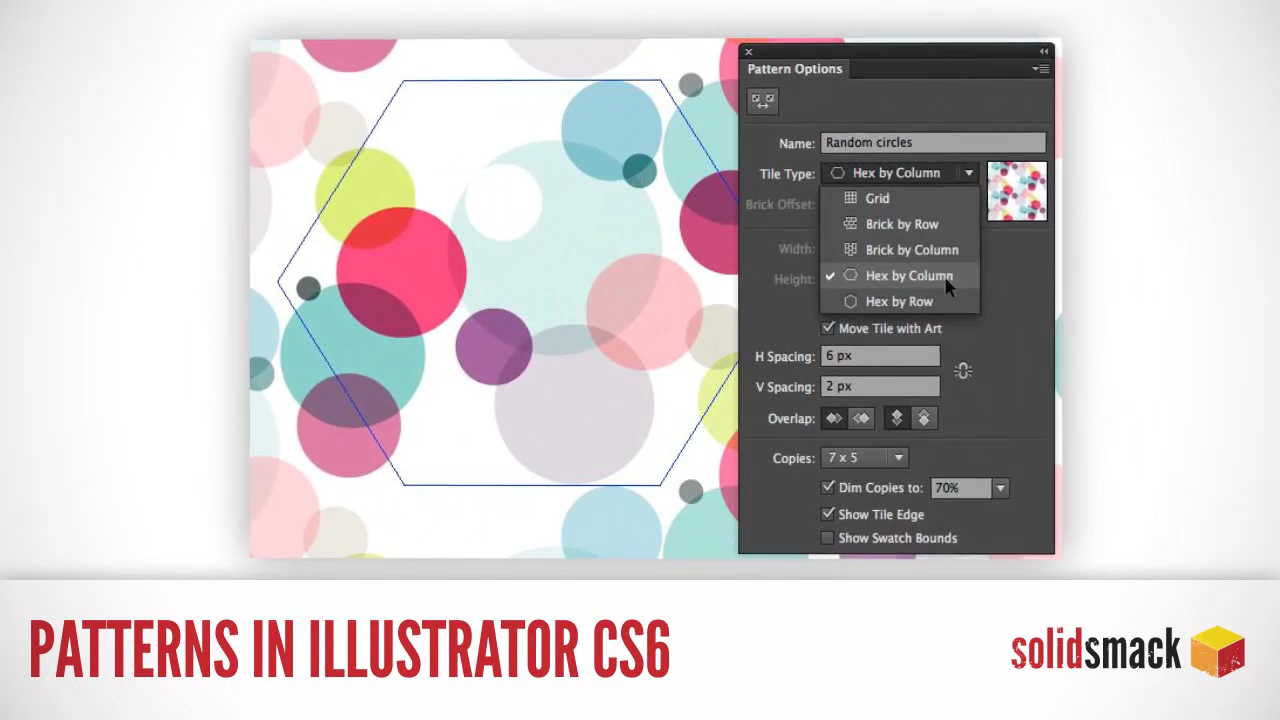 Pattern Options
Name: Random circles
Tile Type: Hex by Column
Grid
Brick Offset:
Brick by Row
Width:
Brick by Column
Height:
Hex by Column
Hex by Row
Move Tile with Art
H Spacing: 6 px
V Spacing: 2 px
Overlap:
Copies: 7 x 5
Dim Copies to: 70%
Show Tile Edge
Show Swatch Bounds
PATTERNS IN ILLUSTRATOR CS6
solidsmack